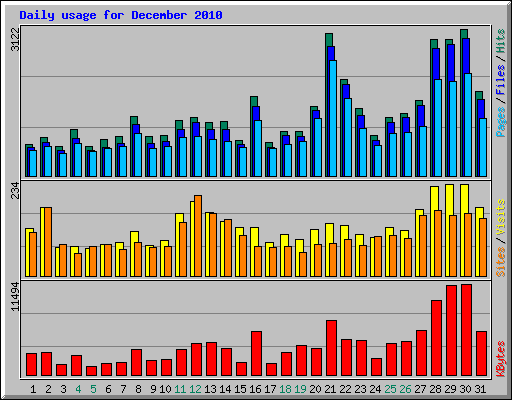 Daily usage for December 2010
3122
Pages / Files / Hits
234
Sites / Visits
11494
KBytes
1 2 3 4 5 6 7 8 9 10 11 12 13 14 15 16 17 18 19 20 21 22 23 24 25 26 27 28 29 30 31